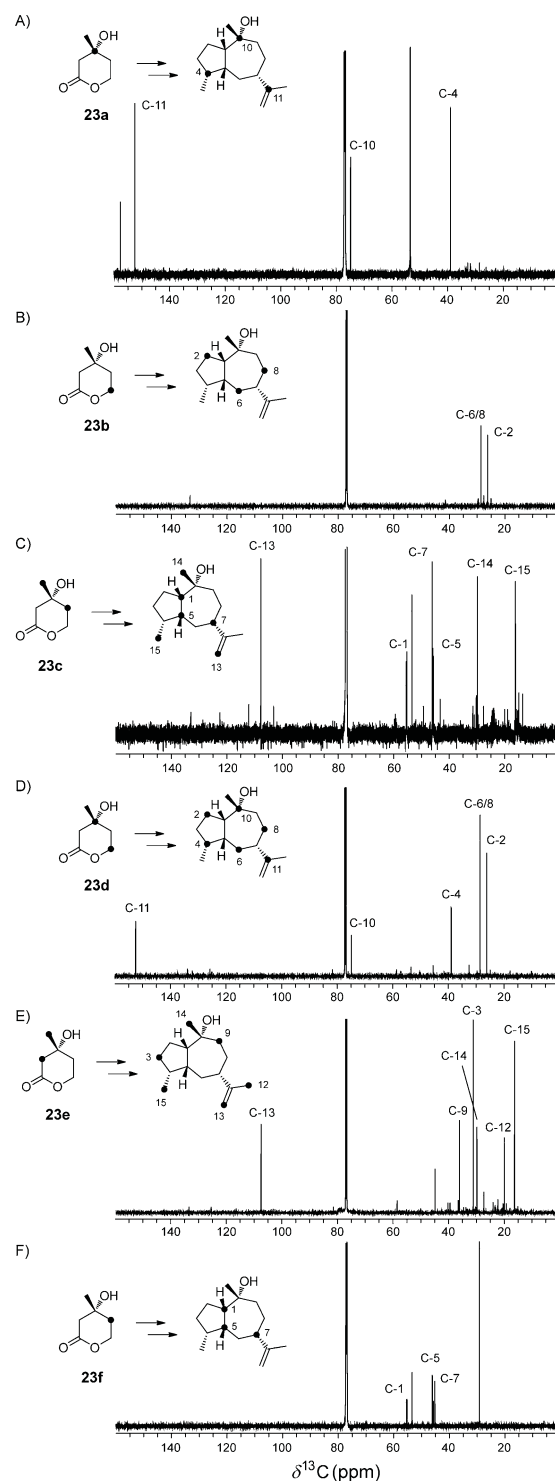 A)
OH
O
O
23a
H
OH
10
4
H
11
C-11
C-10
C-4
140 120 100 80 60 40 20
B)
OH
O
O
23b
H
OH
2
8
6
H
C-6/8
C-2
140 120 100 80 60 40 20
C)
OH
O
O
23c
14
OH
H
1
5
7
H
15
13
C-13
C-7
C-14
C-15
C-1
C-5
140 120 100 80 60 40 20
D)
OH
O
O
23d
H
OH
2
10
8
4
H
6
11
C-11
C-10
C-6/8
C-2
C-4
140 120 100 80 60 40 20
E)
OH
O
O
23e
14
OH
H
9
3
H
12
15
13
C-13
C-3
C-15
C-14
C-9
C-12
140 120 100 80 60 40 20
F)
OH
O
O
23f
H
OH
1
5
7
H
C-5
C-1
C-7
140 120 100 80 60 40 20
δ¹³C (ppm)